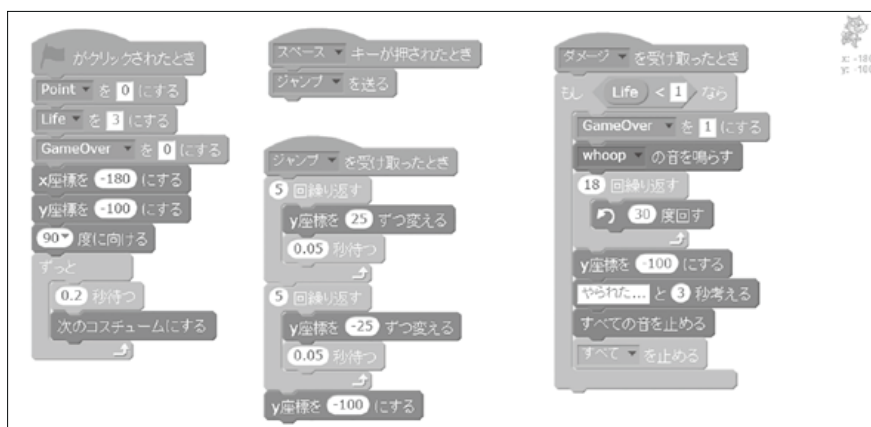 がクリックされたとき
Point を 0 にする
Life を 3 にする
GameOver を 0 にする
x座標を -180 にする
y座標を -100 にする
90 度に向ける
ずっと
0.2 秒待つ
次のコスチュームにする
スペース キーが押されたとき
ジャンプ を送る
ジャンプ を受け取ったとき
5 回繰り返す
y座標を 25 ずつ変える
0.05 秒待つ
5 回繰り返す
y座標を -25 ずつ変える
0.05 秒待つ
y座標を -100 にする
ダメージ を受け取ったとき
もし Life < 1 なら
GameOver を 1 にする
whoop の音を鳴らす
18 回繰り返す
30 度回す
y座標を -100 にする
やられた... と 3 秒考える
すべての音を止める
すべて を止める
x: -180
y: -100